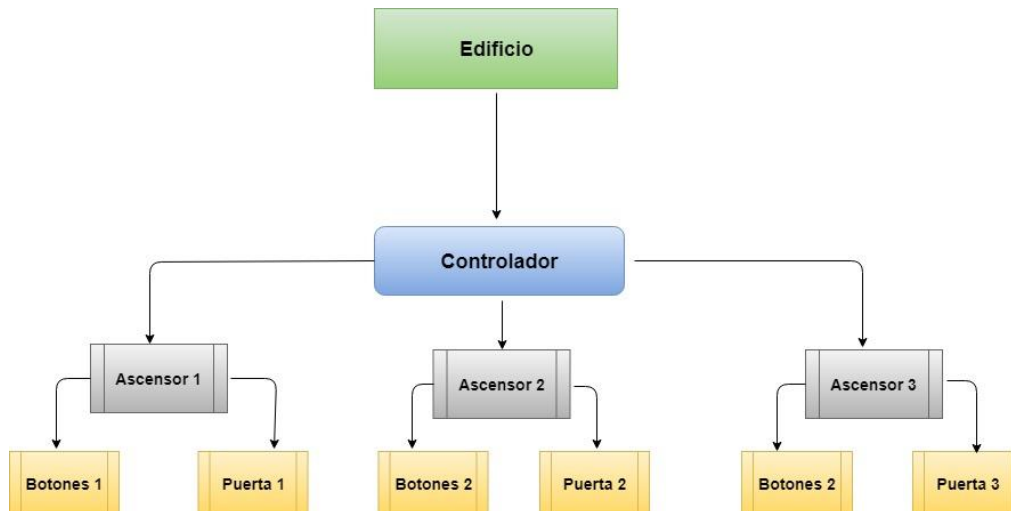 Edificio
Controlador
Ascensor 1
Ascensor 2
Ascensor 3
Botones 1
Puerta 1
Botones 2
Puerta 2
Botones 2
Puerta 3